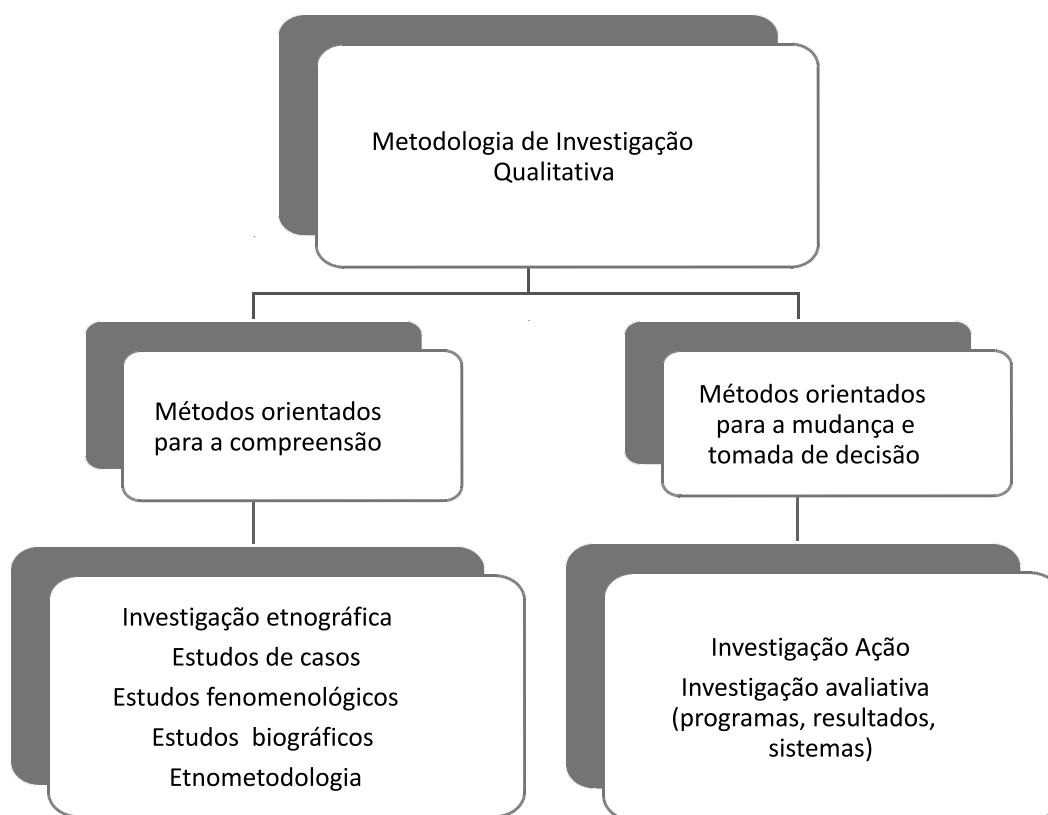 Metodologia de Investigação
Qualitativa
Métodos orientados
para a compreensão
Métodos orientados
para a mudança e
tomada de decisão
Investigação etnográfica
Estudos de casos
Estudos fenomenológicos
Estudos biográficos
Etnometodologia
Investigação Ação
Investigação avaliativa
(programas, resultados,
sistemas)